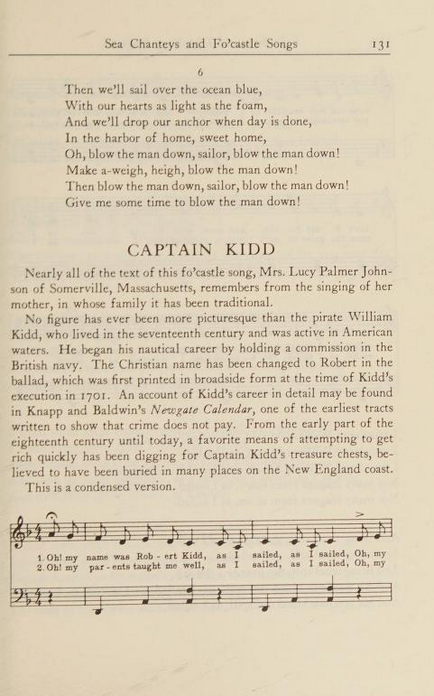 Sea Chanteys and Fo'castle Songs 131
6
Then we'll sail over the ocean blue,
With our hearts as light as the foam,
And we'll drop our anchor when day is done,
In the harbor of home, sweet home,
Oh, blow the man down, sailor, blow the man down!
Make a-weigh, heigh, blow the man down!
Then blow the man down, sailor, blow the man down!
Give me some time to blow the man down!
CAPTAIN KIDD
Nearly all of the text of this fo'castle song, Mrs. Lucy Palmer John-
son of Somerville, Massachusetts, remembers from the singing of her
mother, in whose family it has been traditional.
No figure has ever been more picturesque than the pirate William
Kidd, who lived in the seventeenth century and was active in American
waters. He began his nautical career by holding a commission in the
British navy. The Christian name has been changed to Robert in the
ballad, which was first printed in broadside form at the time of Kidd's
execution in 1701. An account of Kidd's career in detail may be found
in Knapp and Baldwin's Newgate Calendar, one of the earliest tracts
written to show that crime does not pay. From the early part of the
eighteenth century until today, a favorite means of attempting to get
rich quickly has been digging for Captain Kidd's treasure chests, be-
lieved to have been buried in many places on the New England coast.
This is a condensed version.
1. Oh! my name was Rob - ert Kidd, as I sailed, as I sailed, Oh, my
2. Oh! my par - ents taught me well, as I sailed, as I sailed, Oh, my